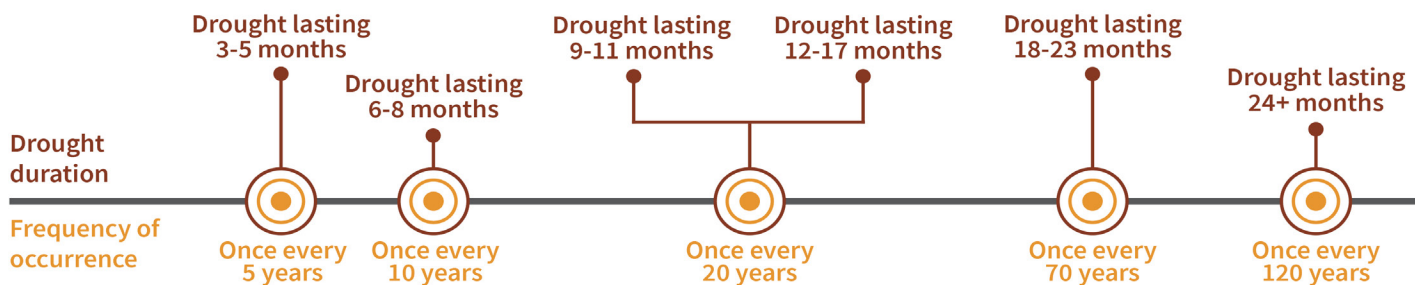 Drought lasting
3-5 months
Drought lasting
6-8 months
Drought lasting
9-11 months
Drought lasting
12-17 months
Drought lasting
18-23 months
Drought lasting
24+ months
Drought
duration
Frequency of
occurrence
Once every
5 years
Once every
10 years
Once every
20 years
Once every
70 years
Once every
120 years